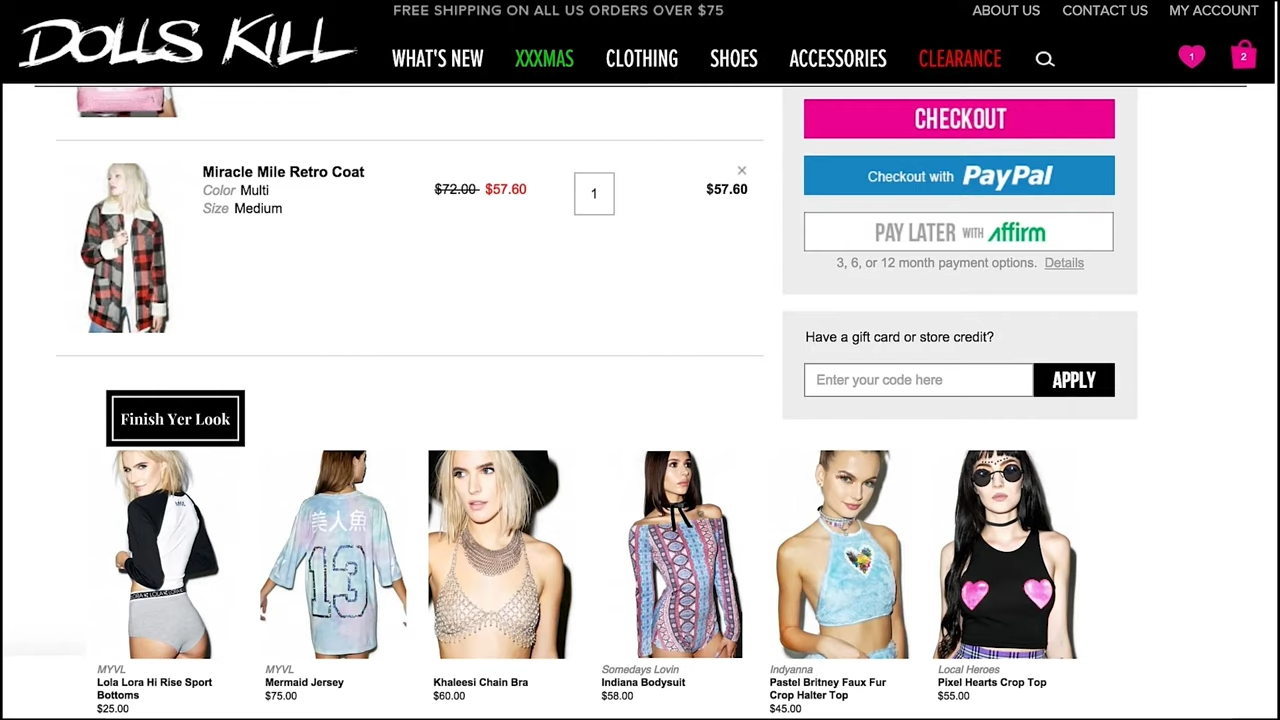 FREE SHIPPING ON ALL US ORDERS OVER $75
ABOUT US CONTACT US MY ACCOUNT
DOLLS KILL
WHAT'S NEW XXXMAS CLOTHING SHOES ACCESSORIES CLEARANCE
1
2
CHECKOUT
Miracle Mile Retro Coat
Color Multi
Size Medium
$72.00 $57.60
1
×
$57.60
Checkout with PayPal
PAY LATER WITH affirm
3, 6, or 12 month payment options. Details
Have a gift card or store credit?
Enter your code here
APPLY
Finish Yer Look
美人魚
13
MYVL
Lola Lora Hi Rise Sport
Bottoms
$25.00
MYVL
Mermaid Jersey
$75.00
Khaleesi Chain Bra
$60.00
Somedays Lovin
Indiana Bodysuit
$58.00
Indyanna
Pastel Britney Faux Fur
Crop Halter Top
$45.00
Local Heroes
Pixel Hearts Crop Top
$55.00